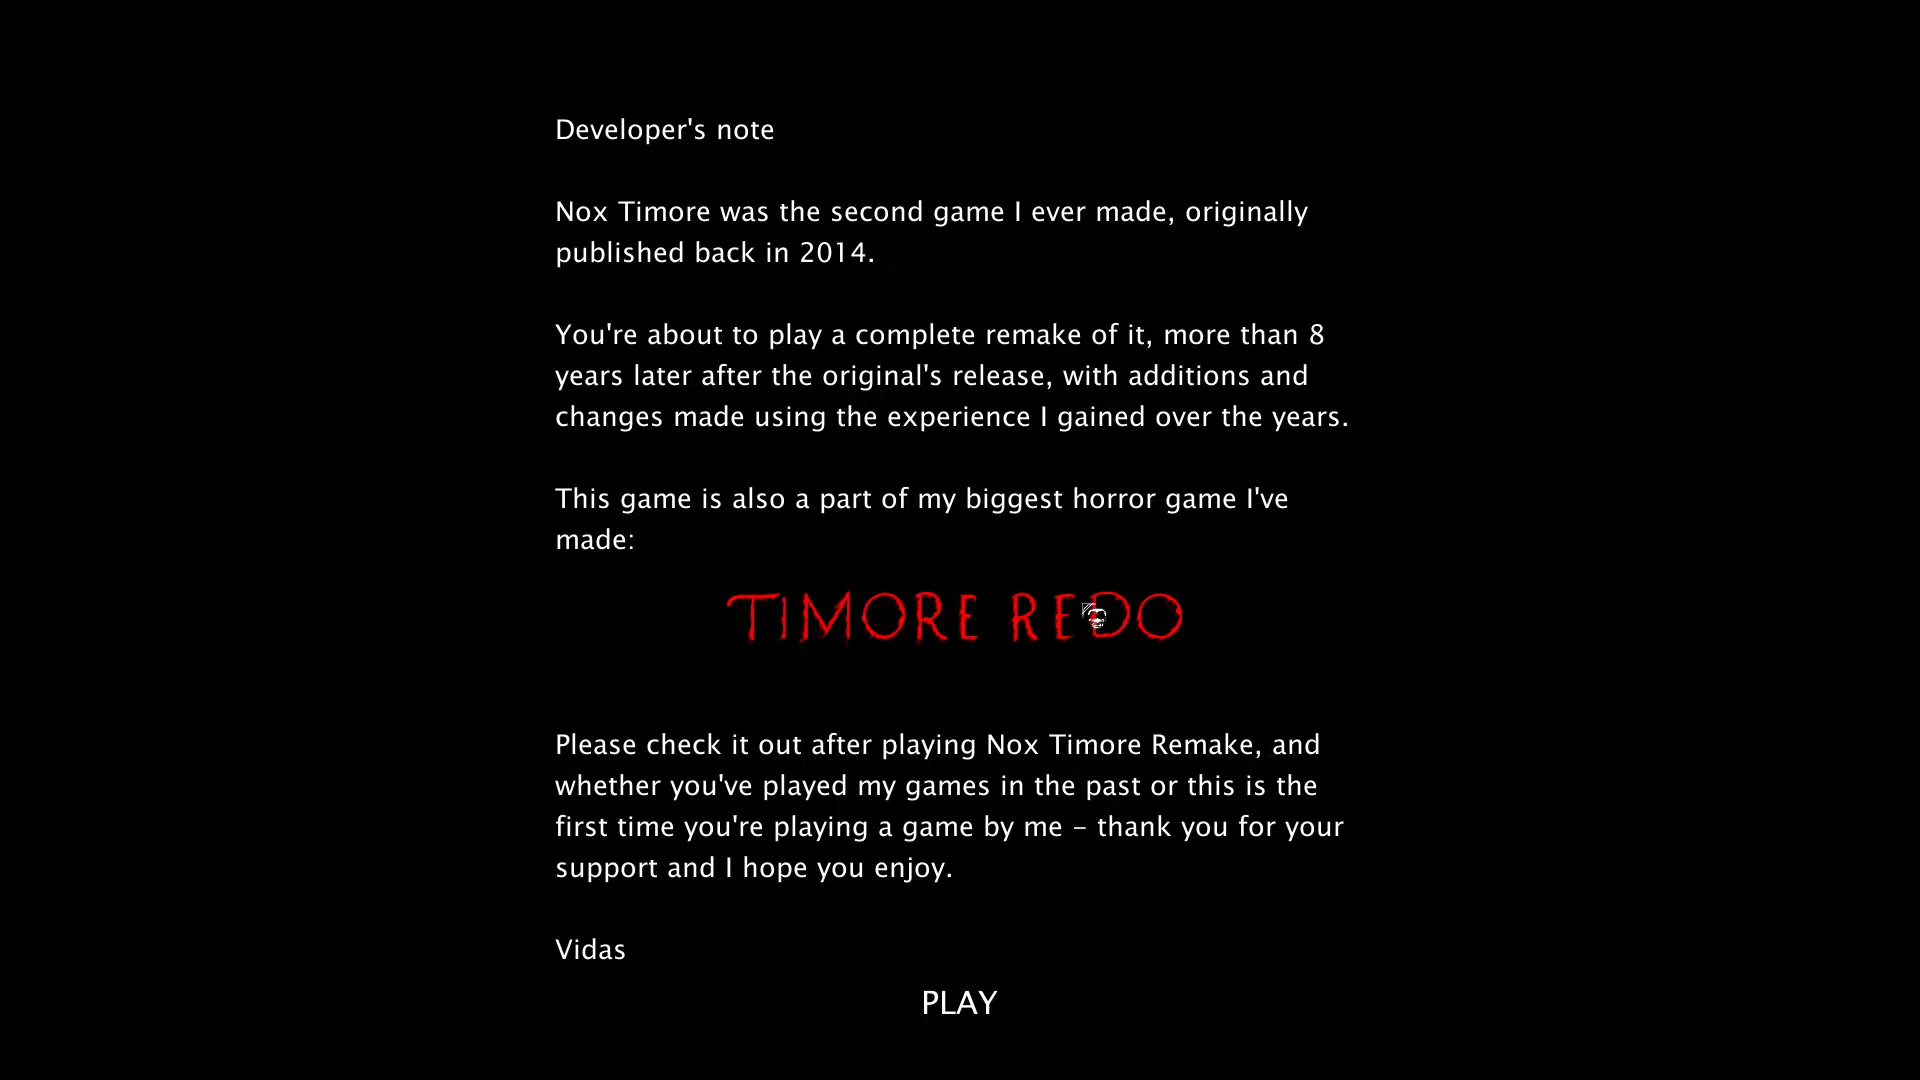 Developer's note
Nox Timore was the second game I ever made, originally
published back in 2014.
You're about to play a complete remake of it, more than 8
years later after the original's release, with additions and
changes made using the experience I gained over the years.
This game is also a part of my biggest horror game I've
made:
TIMORE REDO
Please check it out after playing Nox Timore Remake, and
whether you've played my games in the past or this is the
first time you're playing a game by me – thank you for your
support and I hope you enjoy.
Vidas
PLAY